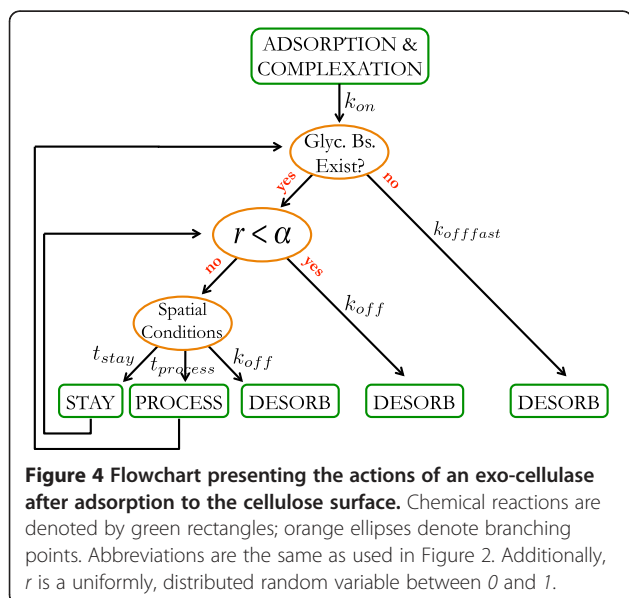 ADSORPTION &
COMPLEXATION
k_on
Glyc. Bs.
Exist?
yes
no
r < α
k_offfast
no
yes
Spatial
Conditions
k_off
t_stay
t_process
k_off
STAY
PROCESS
DESORB
DESORB
DESORB
Figure 4 Flowchart presenting the actions of an exo-cellulase
after adsorption to the cellulose surface. Chemical reactions are
denoted by green rectangles; orange ellipses denote branching
points. Abbreviations are the same as used in Figure 2. Additionally,
r is a uniformly, distributed random variable between 0 and 1.